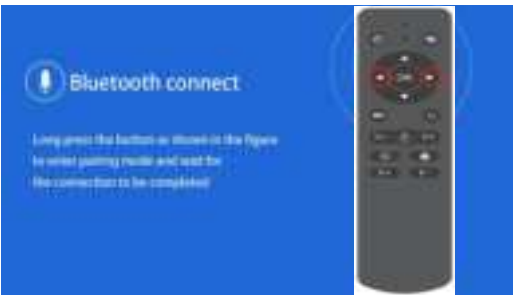 Bluetooth connect
Long press the button as shown in the figure
to enter pairing mode and wait for
the connection to be completed